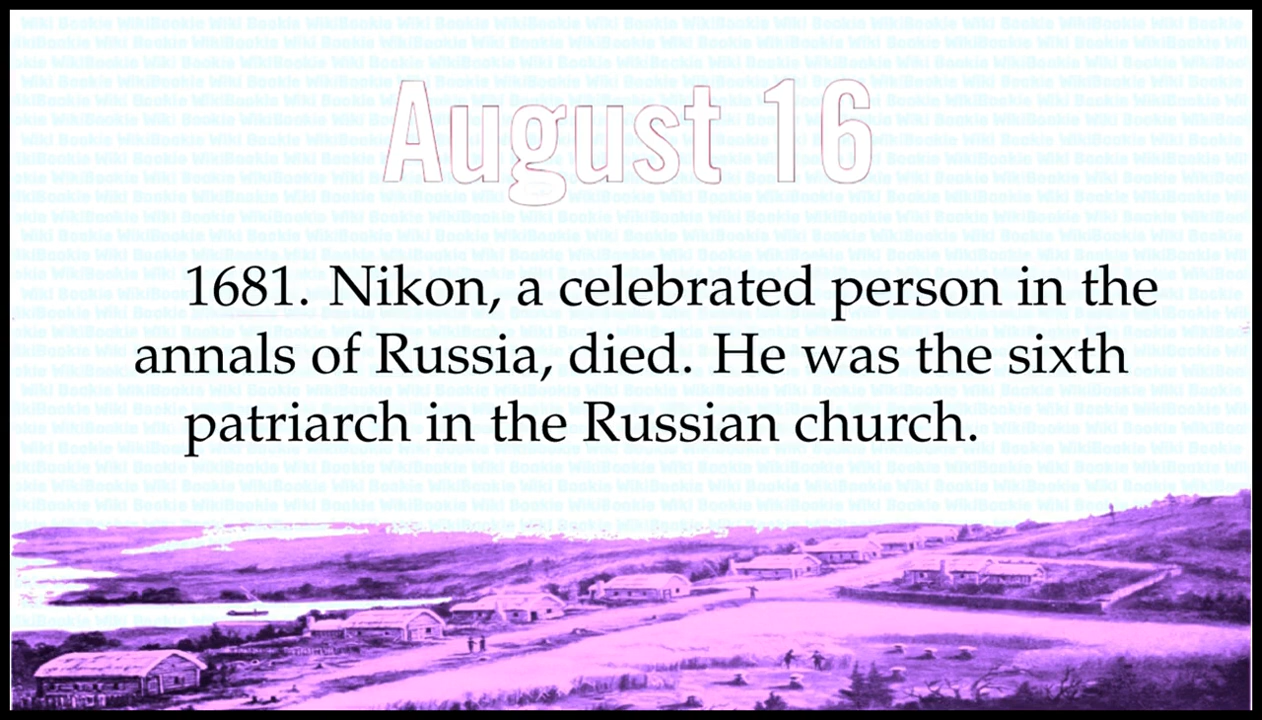 August 16
1681. Nikon, a celebrated person in the
annals of Russia, died. He was the sixth
patriarch in the Russian church.